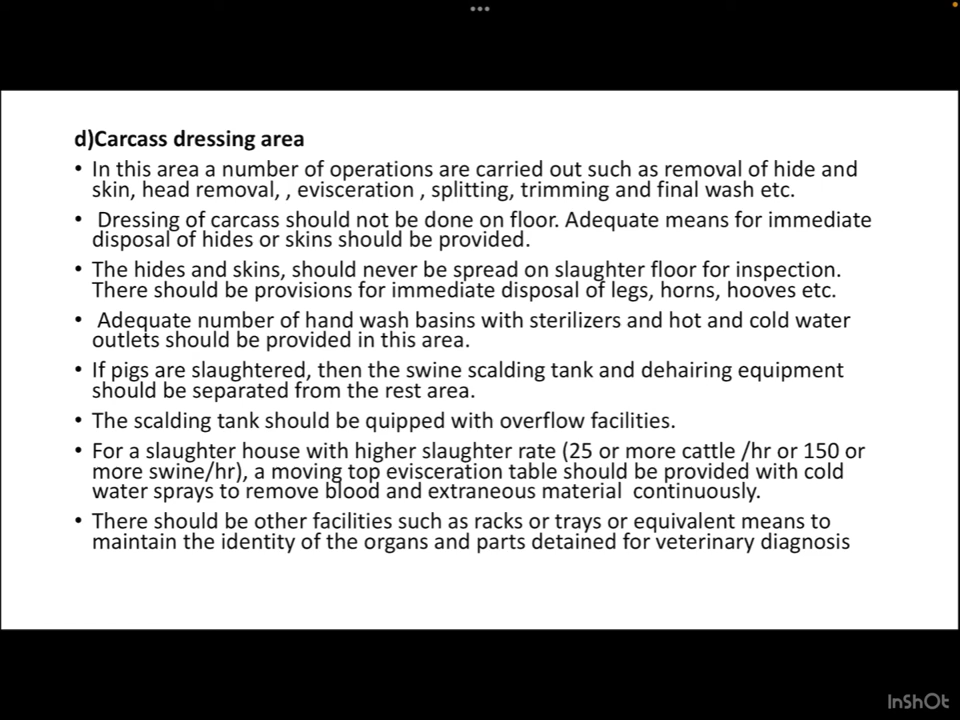 d)Carcass dressing area
• In this area a number of operations are carried out such as removal of hide and
skin, head removal, , evisceration , splitting, trimming and final wash etc.
• Dressing of carcass should not be done on floor. Adequate means for immediate
disposal of hides or skins should be provided.
• The hides and skins, should never be spread on slaughter floor for inspection.
There should be provisions for immediate disposal of legs, horns, hooves etc.
• Adequate number of hand wash basins with sterilizers and hot and cold water
outlets should be provided in this area.
• If pigs are slaughtered, then the swine scalding tank and dehairing equipment
should be separated from the rest area.
• The scalding tank should be quipped with overflow facilities.
• For a slaughter house with higher slaughter rate (25 or more cattle /hr or 150 or
more swine/hr), a moving top evisceration table should be provided with cold
water sprays to remove blood and extraneous material continuously.
• There should be other facilities such as racks or trays or equivalent means to
maintain the identity of the organs and parts detained for veterinary diagnosis
InShOt